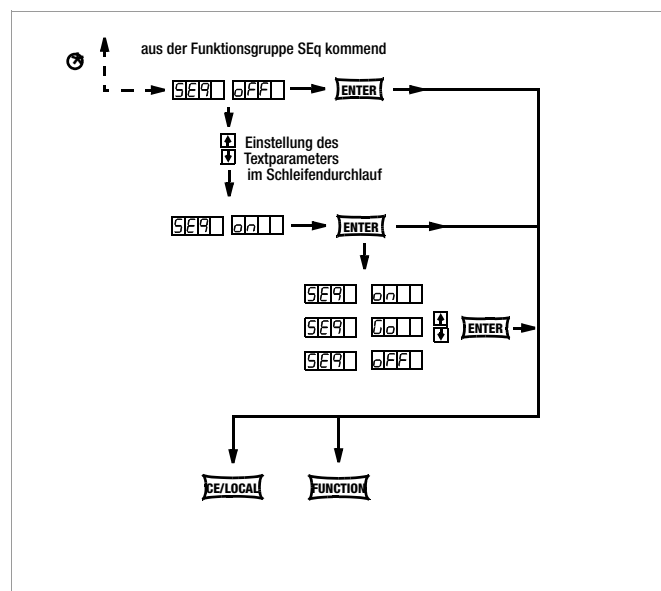 aus der Funktionsgruppe SEq kommend
SEq oFF ENTER
Einstellung des
Textparameters
im Schleifendurchlauf
SEq on ENTER
SEq on
SEq Go ENTER
SEq oFF
CE/LOCAL FUNCTION